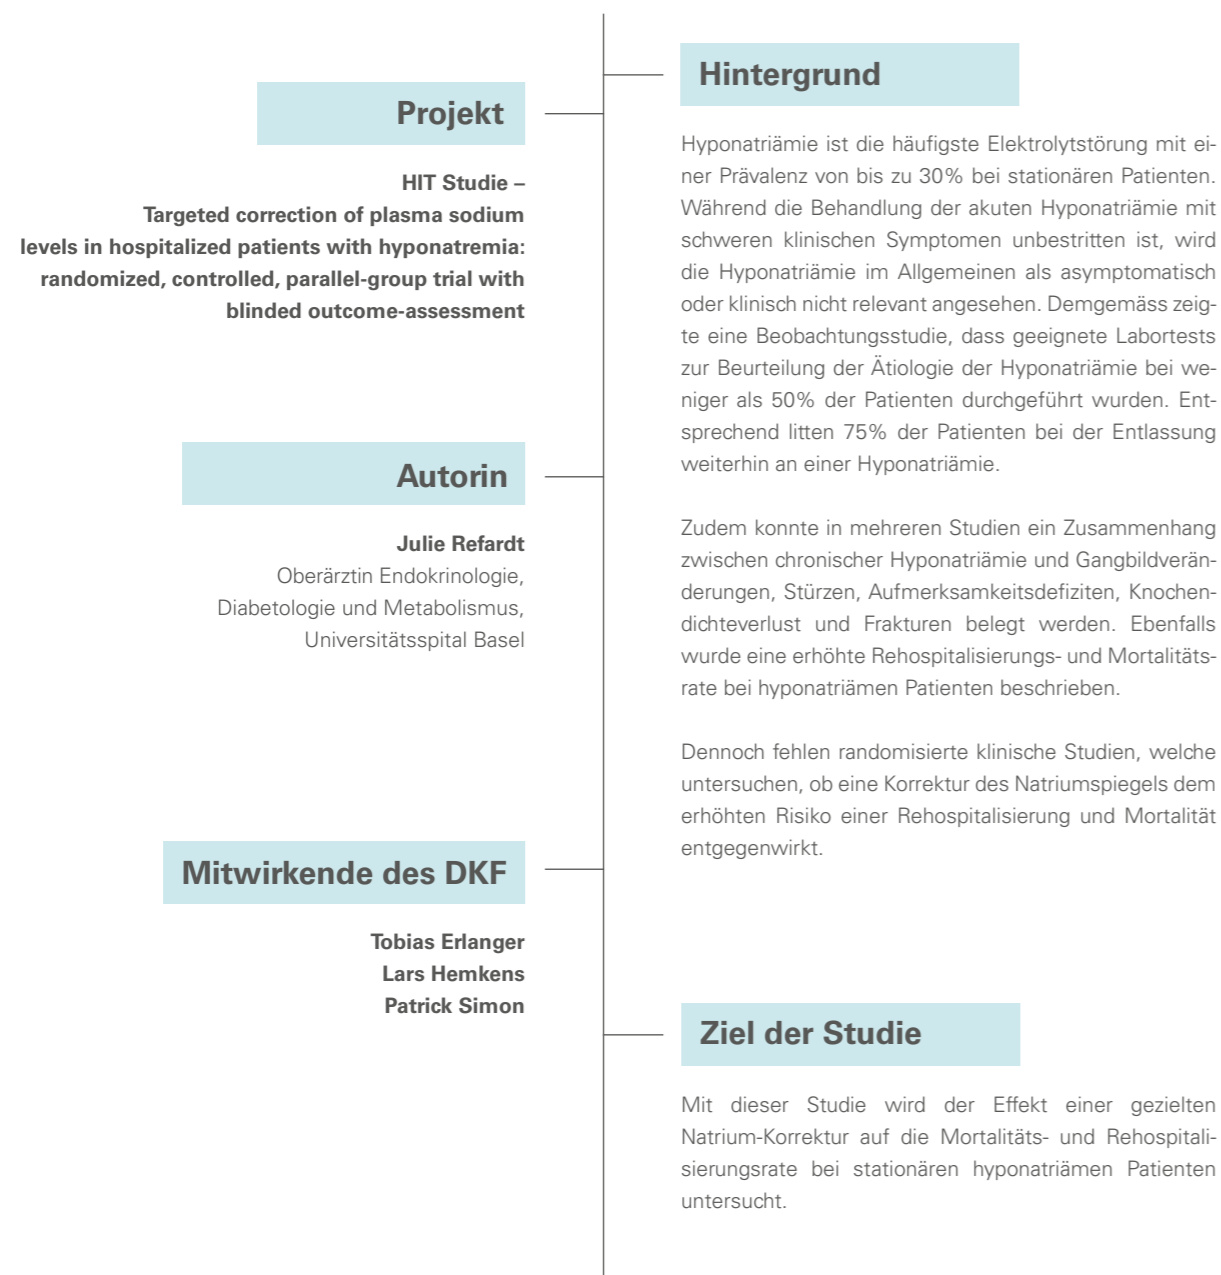 Projekt
HIT Studie –
Targeted correction of plasma sodium
levels in hospitalized patients with hyponatremia:
randomized, controlled, parallel-group trial with
blinded outcome-assessment
Autorin
Julie Refardt
Oberärztin Endokrinologie,
Diabetologie und Metabolismus,
Universitätsspital Basel
Mitwirkende des DKF
Tobias Erlanger
Lars Hemkens
Patrick Simon
Hintergrund
Hyponatriämie ist die häufigste Elektrolytstörung mit ei-
ner Prävalenz von bis zu 30% bei stationären Patienten.
Während die Behandlung der akuten Hyponatriämie mit
schweren klinischen Symptomen unbestritten ist, wird
die Hyponatriämie im Allgemeinen als asymptomatisch
oder klinisch nicht relevant angesehen. Demgemäss zeig-
te eine Beobachtungsstudie, dass geeignete Labortests
zur Beurteilung der Ätiologie der Hyponatriämie bei we-
niger als 50% der Patienten durchgeführt wurden. Ent-
sprechend litten 75% der Patienten bei der Entlassung
weiterhin an einer Hyponatriämie.
Zudem konnte in mehreren Studien ein Zusammenhang
zwischen chronischer Hyponatriämie und Gangbildverän-
derungen, Stürzen, Aufmerksamkeitsdefiziten, Knochen-
dichteverlust und Frakturen belegt werden. Ebenfalls
wurde eine erhöhte Rehospitalisierungs- und Mortalitäts-
rate bei hyponatriämen Patienten beschrieben.
Dennoch fehlen randomisierte klinische Studien, welche
untersuchen, ob eine Korrektur des Natriumspiegels dem
erhöhten Risiko einer Rehospitalisierung und Mortalität
entgegenwirkt.
Ziel der Studie
Mit dieser Studie wird der Effekt einer gezielten
Natrium-Korrektur auf die Mortalitäts- und Rehospitali-
sierungsrate bei stationären hyponatriämen Patienten
untersucht.